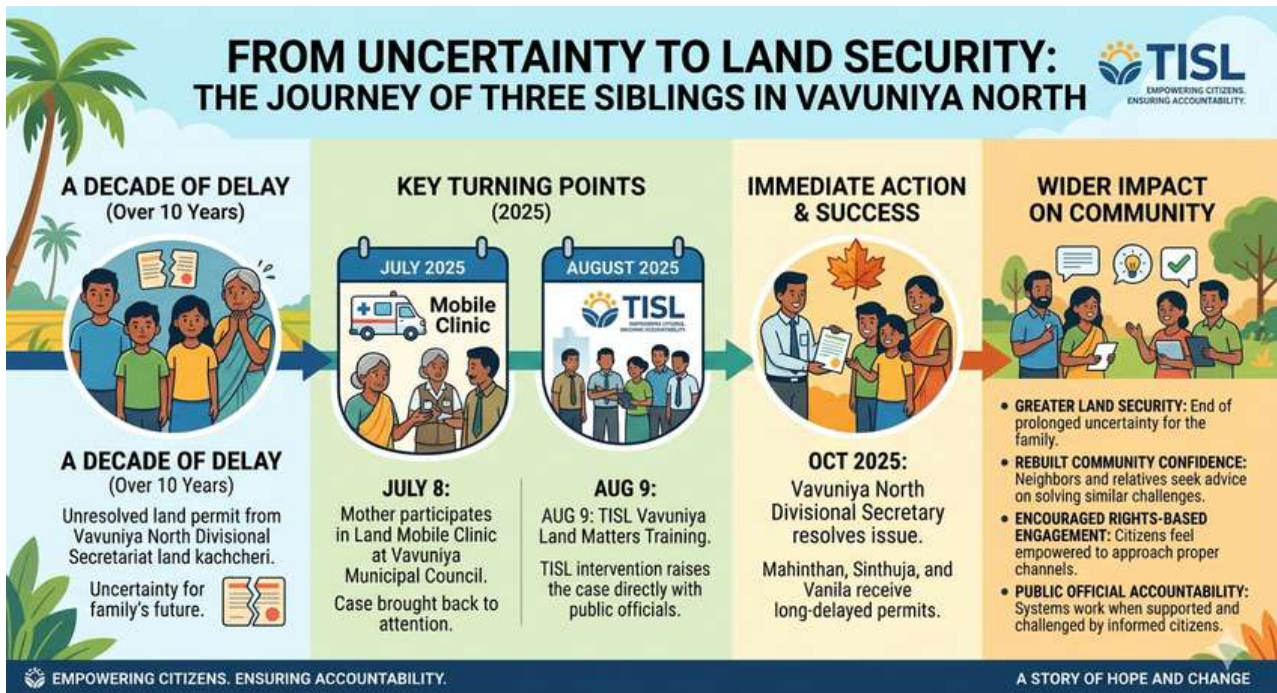 FROM UNCERTAINTY TO LAND SECURITY:
THE JOURNEY OF THREE SIBLINGS IN VAVUNIYA NORTH
TISL
EMPOWERING CITIZENS.
ENSURING ACCOUNTABILITY.
A DECADE OF DELAY
(Over 10 Years)
A DECADE OF DELAY
(Over 10 Years)
Unresolved land permit from
Vavuniya North Divisional
Secretariat land kachcheri.
Uncertainty for
family's future.
KEY TURNING POINTS
(2025)
JULY 2025
Mobile
Clinic
JULY 8:
Mother participates
in Land Mobile Clinic
at Vavuniya
Municipal Council.
Case brought back to
attention.
AUGUST 2025
TISL
AUG 9:
AUG 9: TISL Vavuniya
Land Matters Training.
TISL intervention raises
the case directly with
public officials.
IMMEDIATE ACTION
& SUCCESS
OCT 2025:
Vavuniya North
Divisional Secretary
resolves issue.
Mahinthan, Sinthuja, and
Vanila receive
long-delayed permits.
WIDER IMPACT
ON COMMUNITY
• GREATER LAND SECURITY: End of
prolonged uncertainty for the
family.
• REBUILT COMMUNITY CONFIDENCE:
Neighbors and relatives seek advice
on solving similar challenges.
• ENCOURAGED RIGHTS-BASED
ENGAGEMENT: Citizens feel
empowered to approach proper
channels.
• PUBLIC OFFICIAL ACCOUNTABILITY:
Systems work when supported and
challenged by informed citizens.
EMPOWERING CITIZENS. ENSURING ACCOUNTABILITY.
A STORY OF HOPE AND CHANGE